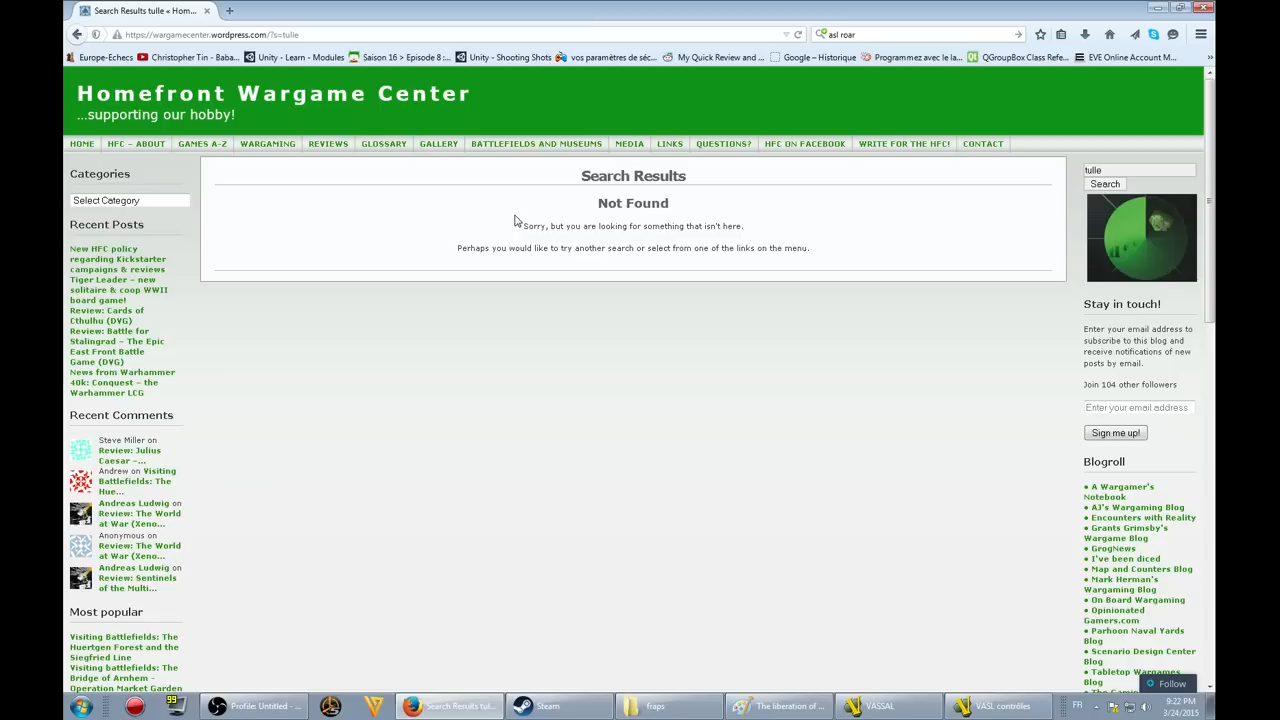 Search Results tulle « Hom...
https://wargamecenter.wordpress.com/?s=tulle
asl roar
Europe-Echecs
Christopher Tin - Baba...
Unity - Learn - Modules
Saison 16 > Episode 8 :...
Unity - Shooting Shots
vos paramètres de séc...
My Quick Review and ...
Google – Historique
Programmez avec le la...
QGroupBox Class Refe...
EVE Online Account M...
»
Homefront Wargame Center
...supporting our hobby!
HOME
HFC – ABOUT
GAMES A-Z
WARGAMING
REVIEWS
GLOSSARY
GALLERY
BATTLEFIELDS AND MUSEUMS
MEDIA
LINKS
QUESTIONS?
HFC ON FACEBOOK
WRITE FOR THE HFC!
CONTACT
Categories
Select Category
Recent Posts
New HFC policy
regarding Kickstarter
campaigns & reviews
Tiger Leader – new
solitaire & coop WWII
board game!
Review: Cards of
Cthulhu (DVG)
Review: Battle for
Stalingrad – The Epic
East Front Battle
Game (DVG)
News from Warhammer
40k: Conquest – the
Warhammer LCG
Recent Comments
Steve Miller on
Review: Julius
Caesar –...
Andrew on Visiting
Battlefields: The
Hue...
Andreas Ludwig on
Review: The World
at War (Xeno...
Anonymous on
Review: The World
at War (Xeno...
Andreas Ludwig on
Review: Sentinels
of the Multi...
Most popular
Visiting Battlefields: The
Huertgen Forest and the
Siegfried Line
Visiting battlefields: The
Bridge of Arnhem -
Operation Market Garden
Search Results
Not Found
Sorry, but you are looking for something that isn't here.
Perhaps you would like to try another search or select from one of the links on the menu.
tulle
Search
Stay in touch!
Enter your email address to
subscribe to this blog and
receive notifications of new
posts by email.
Join 104 other followers
Enter your email address
Sign me up!
Blogroll
• A Wargamer's
Notebook
• AJ's Wargaming Blog
• Encounters with Reality
• Grants Grimsby's
Wargame Blog
• GrogNews
• I've been diced
• Map and Counters Blog
• Mark Herman's
Wargaming Blog
• On Board Wargaming
• Opinionated
Gamers.com
• Parhoon Naval Yards
Blog
• Scenario Design Center
Blog
• Tabletop Wargames
Blog
Follow
99
Profile: Untitled - ...
Search Results tul...
Steam
fraps
The liberation of ...
VASSAL
VASL contrôles
FR
9:22 PM
3/24/2015